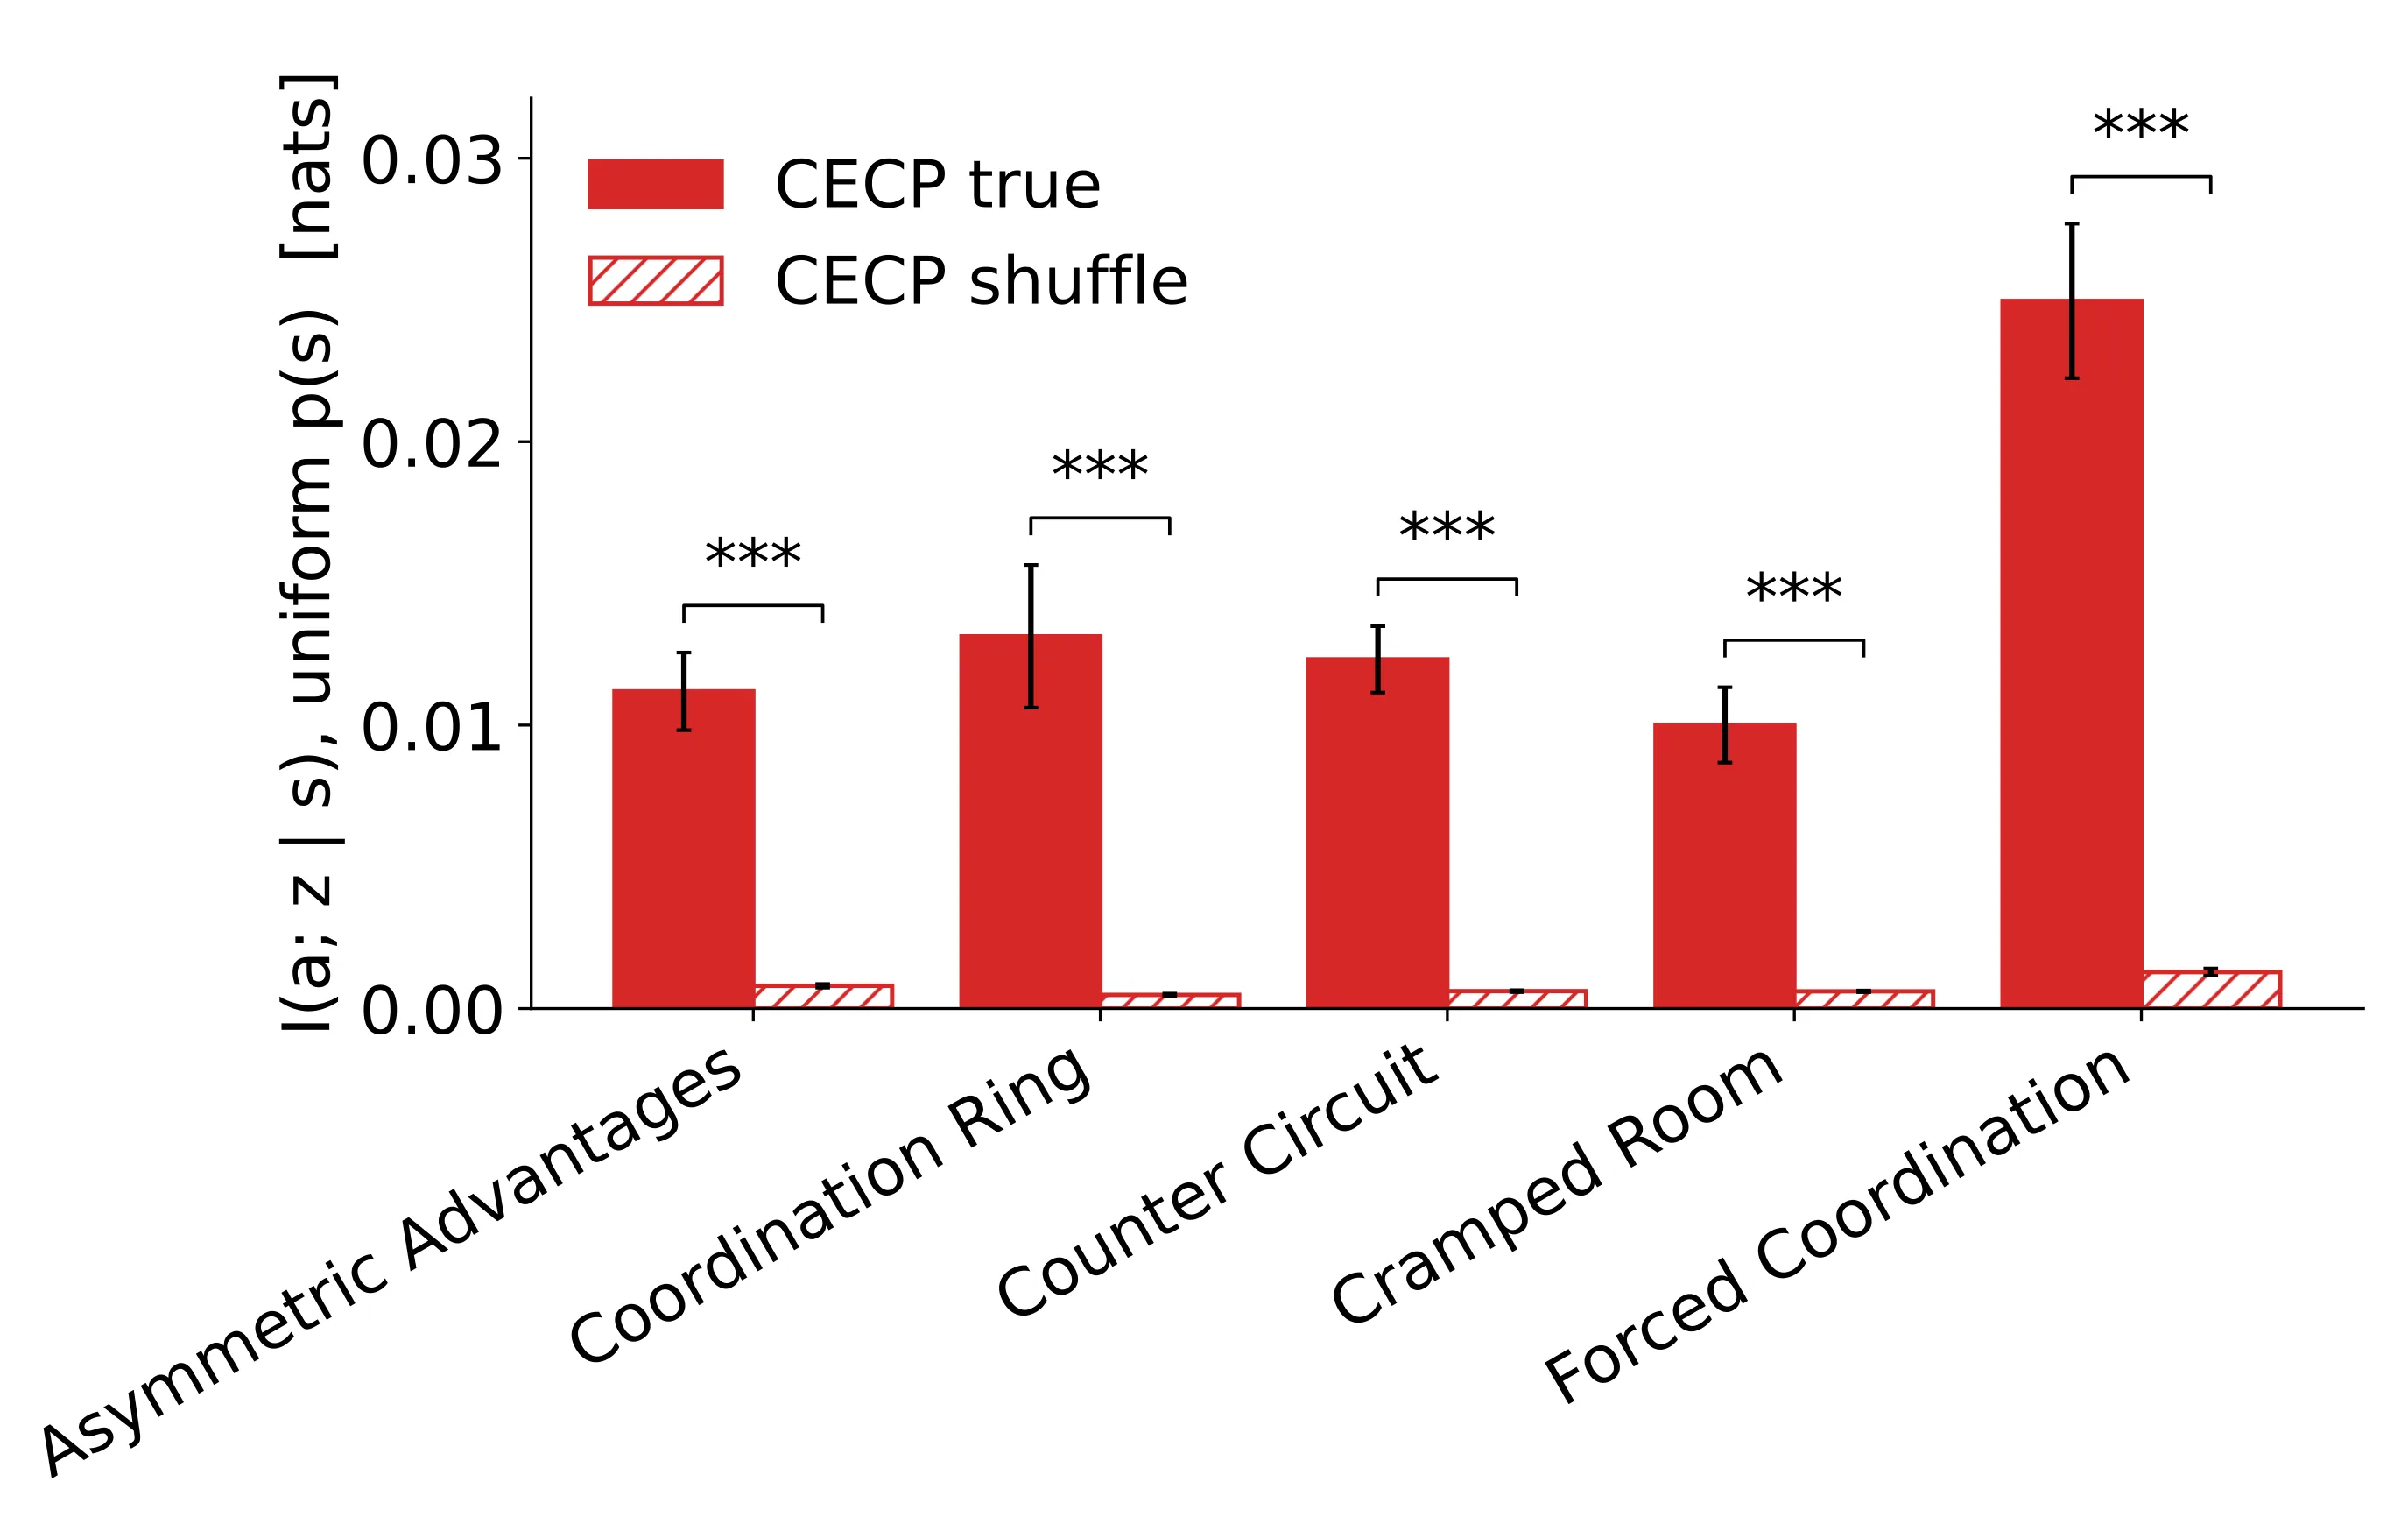 I(a; z | s), uniform p(s) [nats]
0.03
0.02
0.01
0.00
CECP true
CECP shuffle
***
***
***
***
***
Asymmetric Advantages
Coordination Ring
Counter Circuit
Cramped Room
Forced Coordination